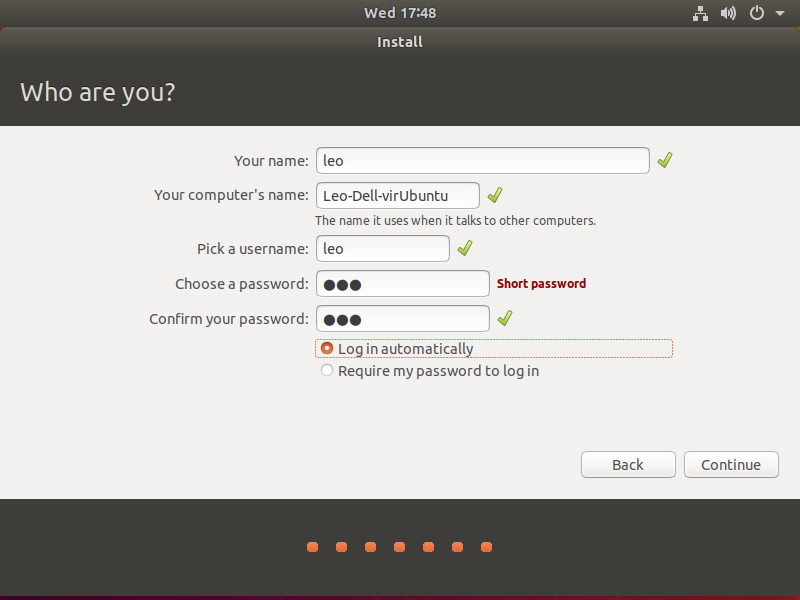 Wed 17:48
Install
Who are you?
Your name: leo
Your computer's name: Leo-Dell-virUbuntu
The name it uses when it talks to other computers.
Pick a username: leo
Choose a password: ●●● Short password
Confirm your password: ●●●
Log in automatically
Require my password to log in
Back Continue